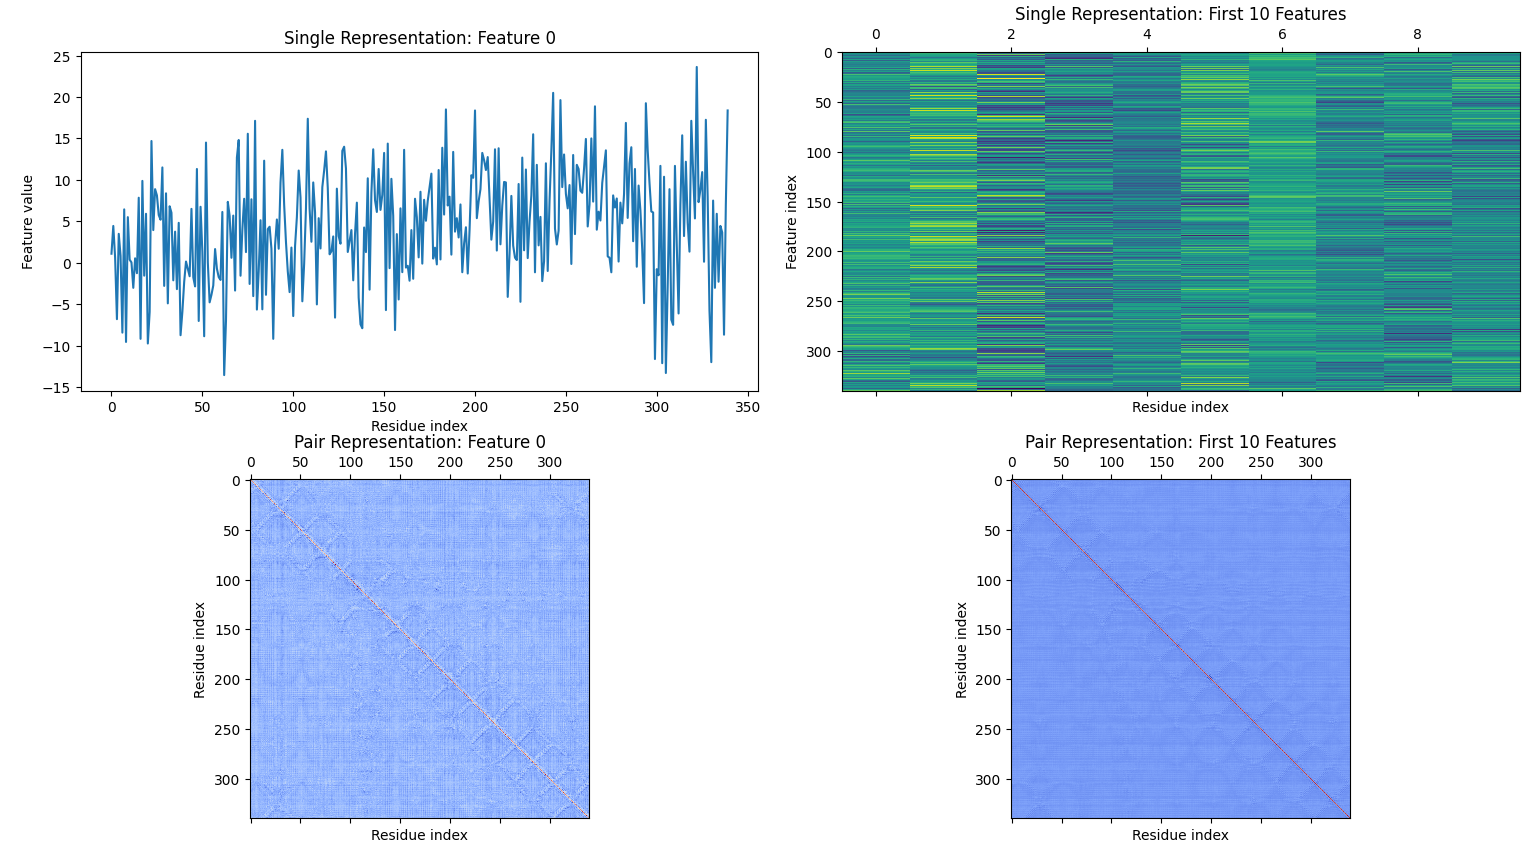 Single Representation: Feature 0
25
20
15
10
5
0
−5
−10
−15
Feature value
0 50 100 150 200 250 300 350
Residue index
Single Representation: First 10 Features
0 2 4 6 8
0
50
100
150
200
250
300
Feature index
Residue index
Pair Representation: Feature 0
0 50 100 150 200 250 300
0
50
100
150
200
250
300
Residue index
Residue index
Pair Representation: First 10 Features
0 50 100 150 200 250 300
0
50
100
150
200
250
300
Residue index
Residue index